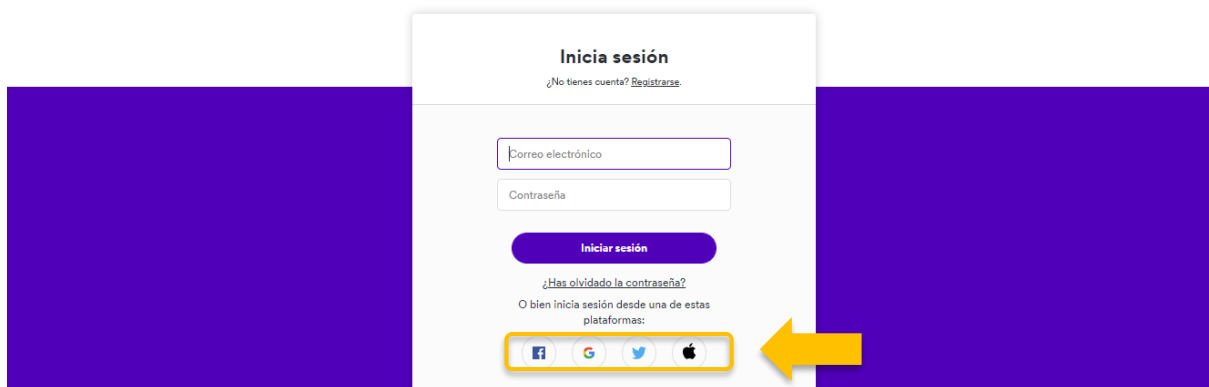 Inicia sesión
¿No tienes cuenta? Registrarse.
Correo electrónico
Contraseña
Iniciar sesión
¿Has olvidado la contraseña?
O bien inicia sesión desde una de estas
plataformas: